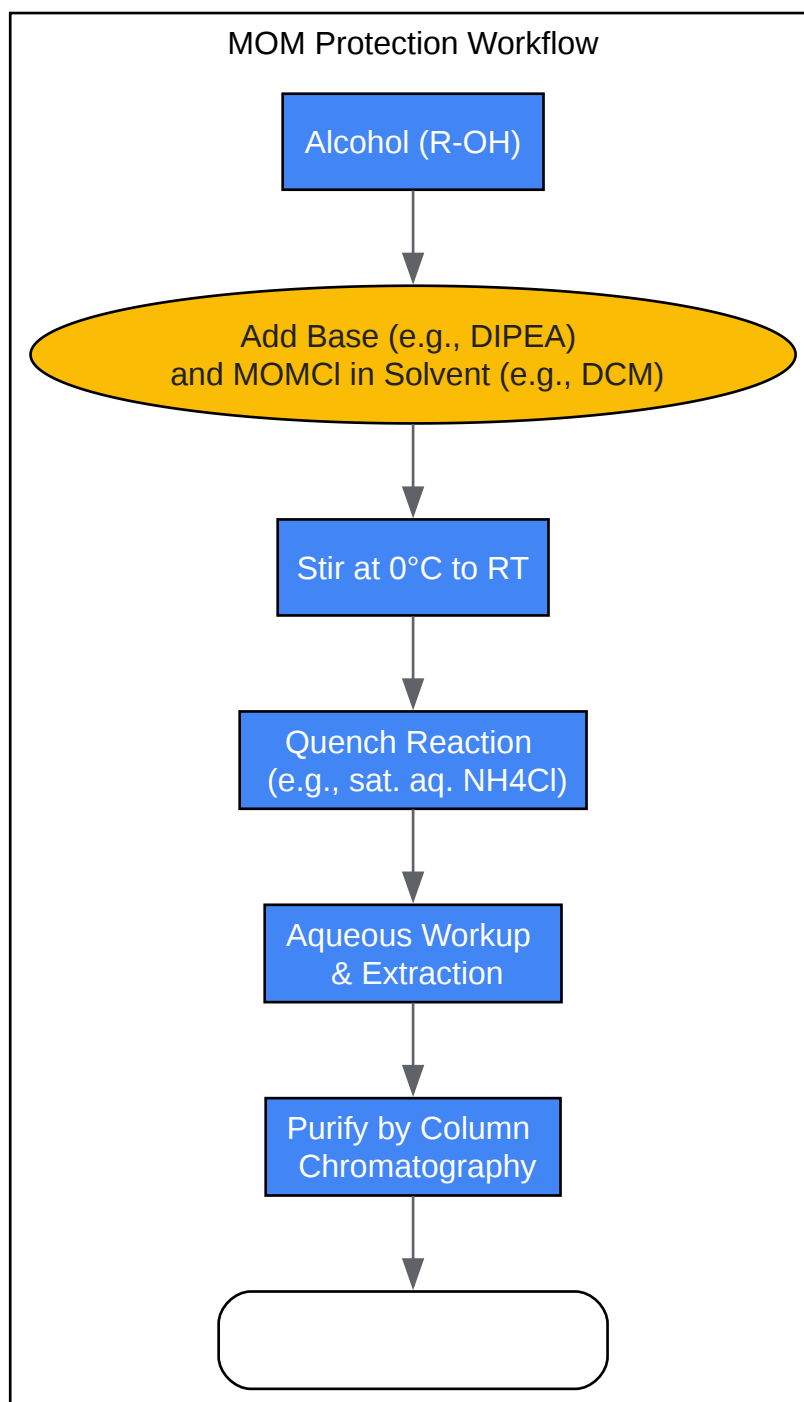 MOM Protection Workflow
Alcohol (R-OH)
Add Base (e.g., DIPEA)
and MOMCl in Solvent (e.g., DCM)
Stir at 0°C to RT
Quench Reaction
(e.g., sat. aq. NH4Cl)
Aqueous Workup
& Extraction
Purify by Column
Chromatography